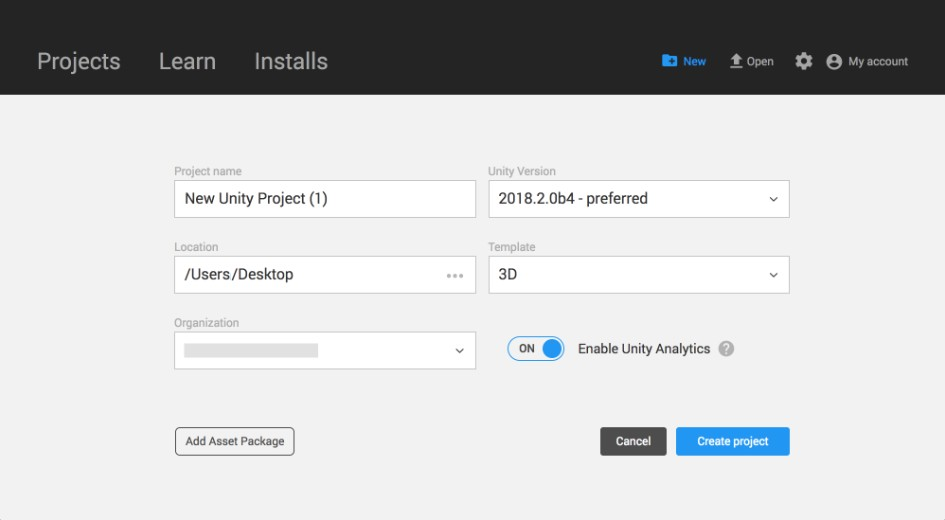 Projects Learn Installs New Open My account
Project name Unity Version
New Unity Project (1) 2018.2.0b4 - preferred
Location Template
/Users/Desktop 3D
Organization
ON Enable Unity Analytics ?
Add Asset Package Cancel Create project